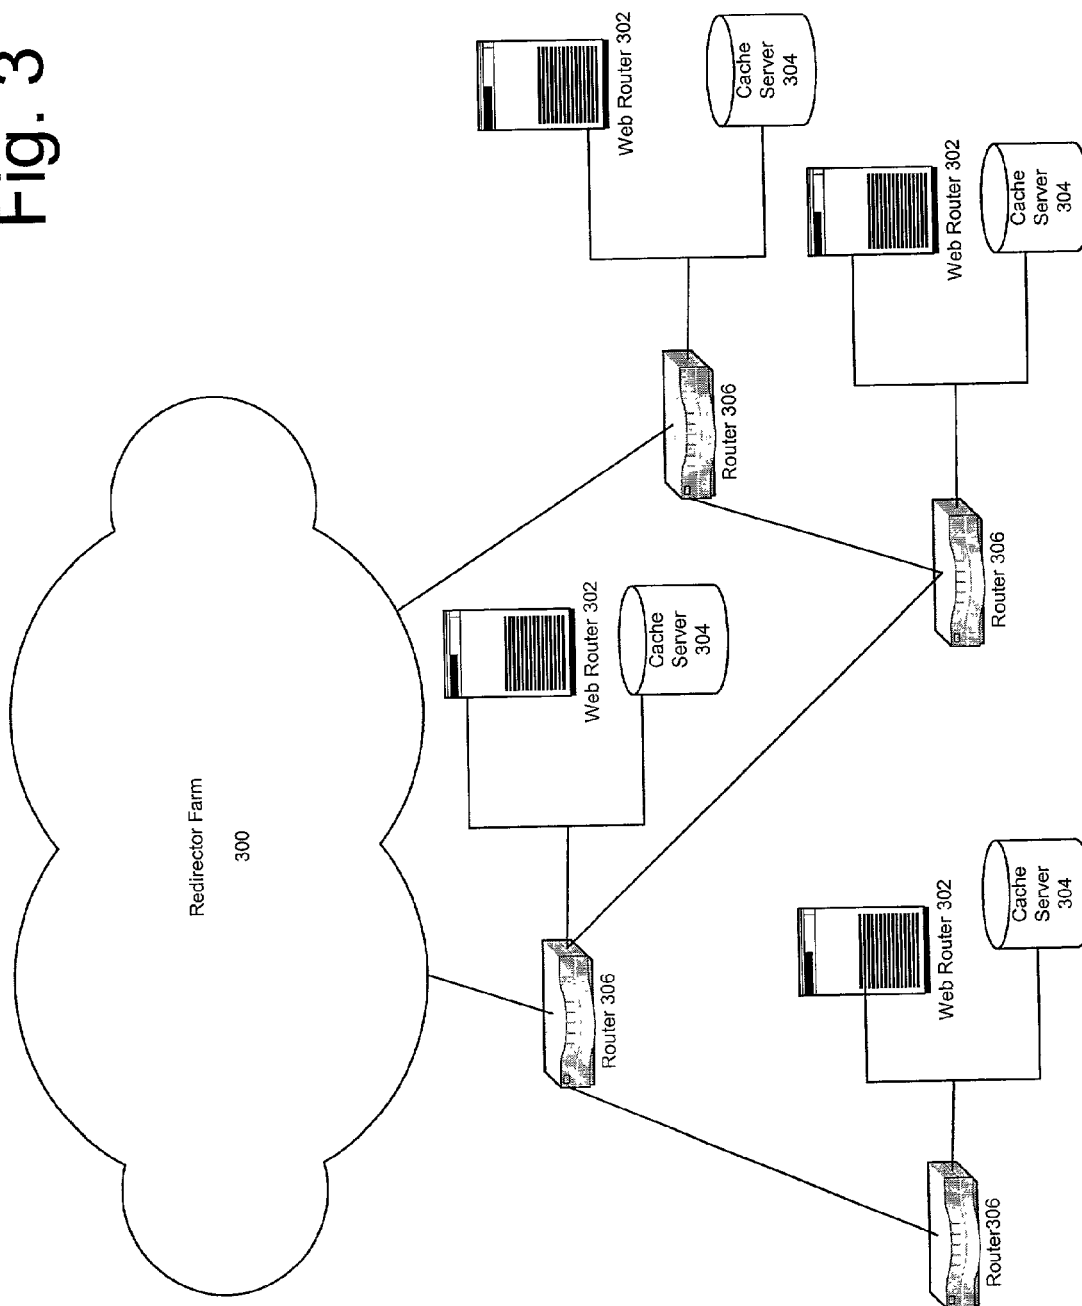 Fig. 3
Redirector Farm
300
Web Router 302
Cache
Server
304
Router 306
Web Router 302
Cache
Server
304
Router 306
Web Router 302
Cache
Server
304
Router 306
Web Router 302
Cache
Server
304
Router306